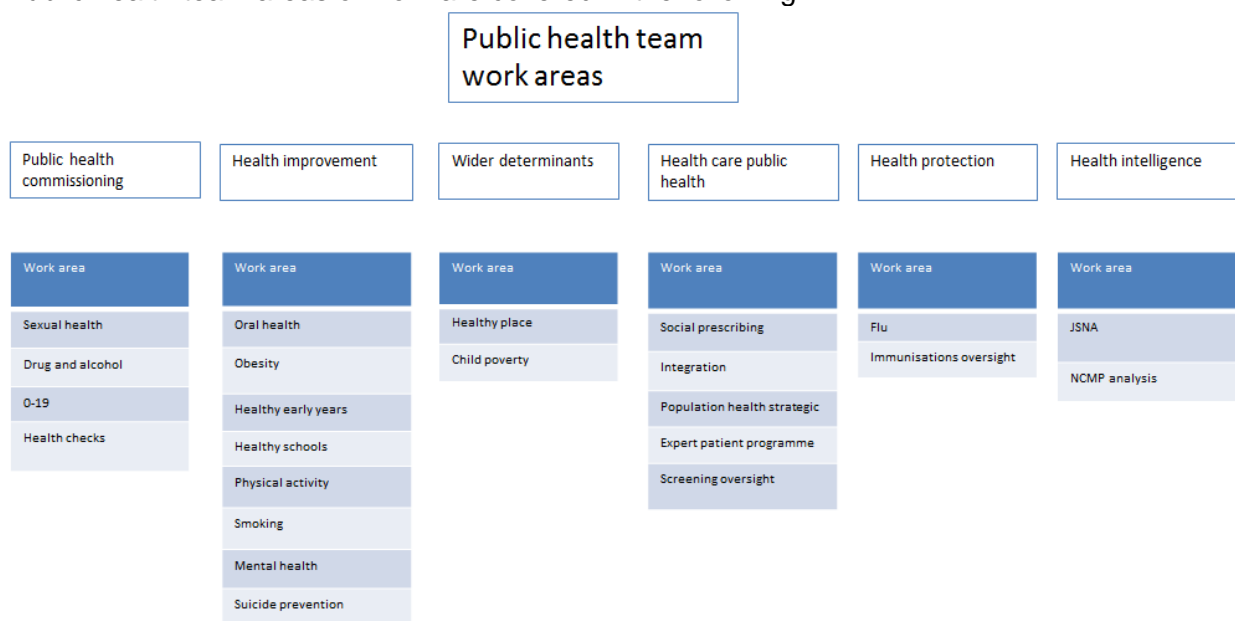 Public health team
work areas
Public health
commissioning
Health improvement
Wider determinants
Health care public
health
Health protection
Health intelligence
Work area
Sexual health
Drug and alcohol
0-19
Health checks
Work area
Oral health
Obesity
Healthy early years
Healthy schools
Physical activity
Smoking
Mental health
Suicide prevention
Work area
Healthy place
Child poverty
Work area
Social prescribing
Integration
Population health strategic
Expert patient programme
Screening oversight
Work area
Flu
Immunisations oversight
Work area
JSNA
NCMP analysis